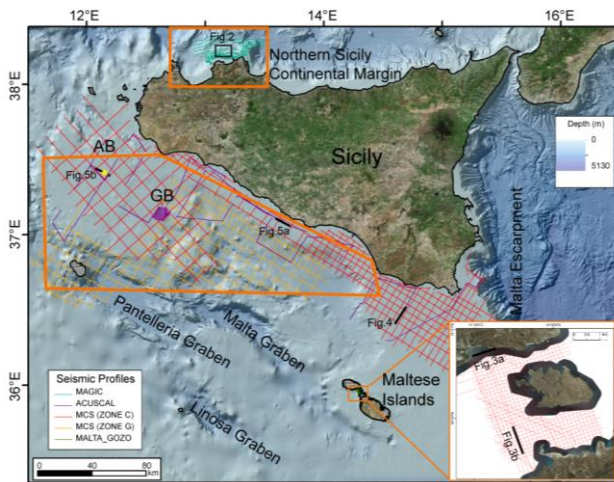 12°E
14°E
16°E
Fig.2
Northern Sicily
Continental Margin
38°N
Depth (m)
0
5130
AB
Fig.5b
Sicily
GB
Fig.5a
Malta Escarpment
37°N
Fig.4
Pantelleria Graben
Malta Graben
Maltese
Islands
36°N
Linosa Graben
Seismic Profiles
MAGIC
ACUSCAL
MCS (ZONE C)
MCS (ZONE G)
MALTA_GOZO
0 40 80
km
Fig.3a
Fig.3b